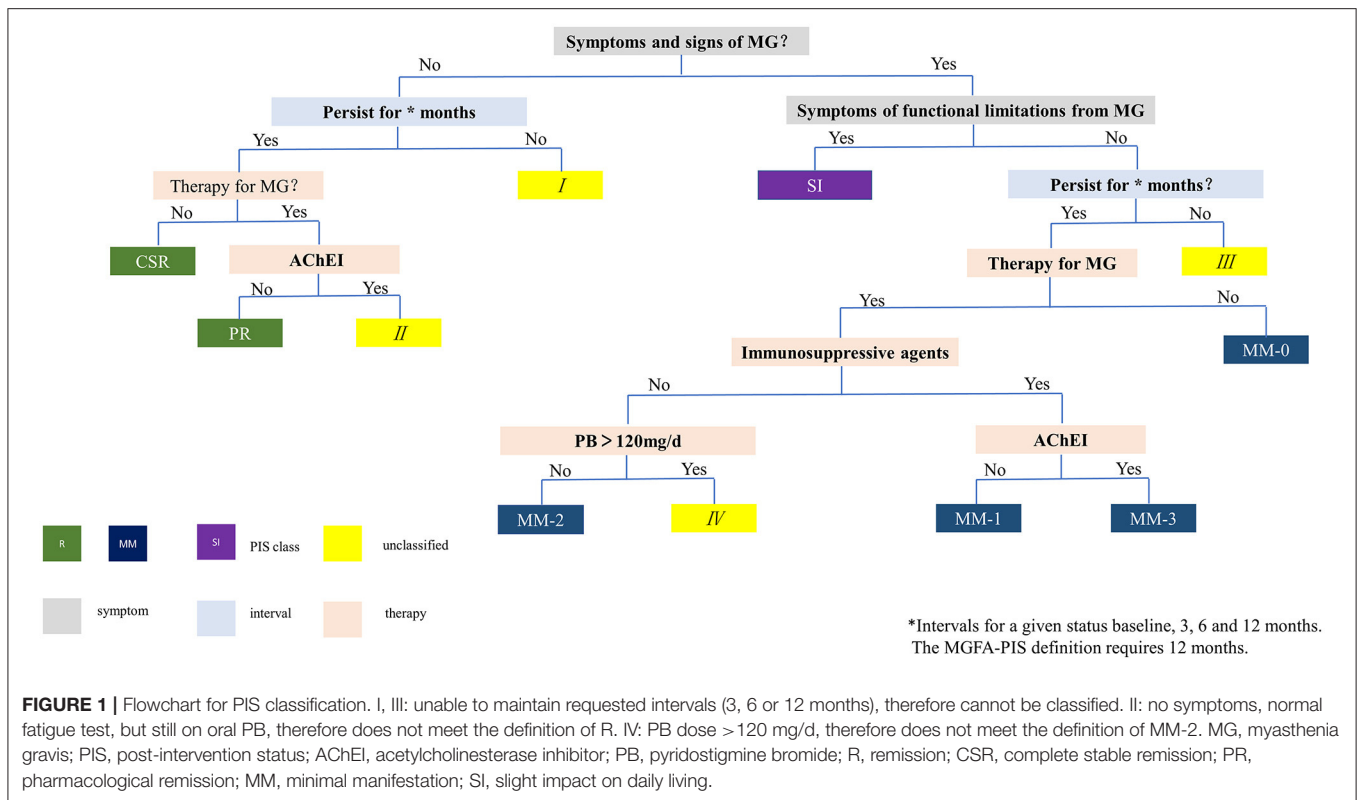 Symptoms and signs of MG?
No
Yes
Persist for * months
Symptoms of functional limitations from MG
Yes
No
Yes
No
Therapy for MG?
I
SI
Persist for * months?
No
Yes
Yes
No
CSR
AChEI
Therapy for MG
III
No
Yes
Yes
No
PR
II
Immunosuppressive agents
MM-0
No
Yes
PB > 120mg/d
AChEI
No
Yes
No
Yes
MM-2
IV
MM-1
MM-3
R
MM
SI
PIS class
unclassified
symptom
interval
therapy
*Intervals for a given status baseline, 3, 6 and 12 months.
The MGFA-PIS definition requires 12 months.
FIGURE 1 | Flowchart for PIS classification. I, III: unable to maintain requested intervals (3, 6 or 12 months), therefore cannot be classified. II: no symptoms, normal
fatigue test, but still on oral PB, therefore does not meet the definition of R. IV: PB dose >120 mg/d, therefore does not meet the definition of MM-2. MG, myasthenia
gravis; PIS, post-intervention status; AChEI, acetylcholinesterase inhibitor; PB, pyridostigmine bromide; R, remission; CSR, complete stable remission; PR,
pharmacological remission; MM, minimal manifestation; SI, slight impact on daily living.